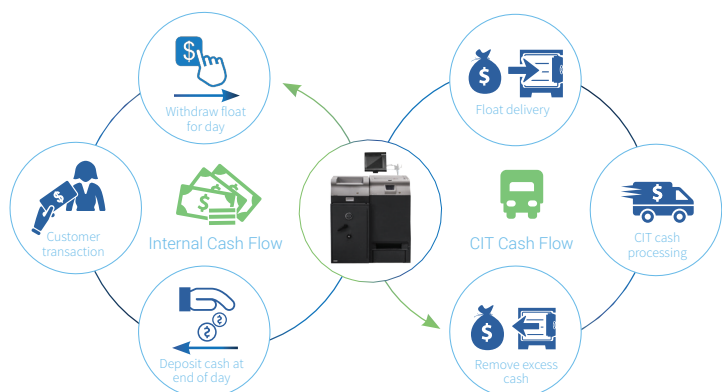 Withdraw float
for day
Float delivery
Customer
transaction
Internal Cash Flow
CIT Cash Flow
CIT cash
processing
Deposit cash at
end of day
Remove excess
cash